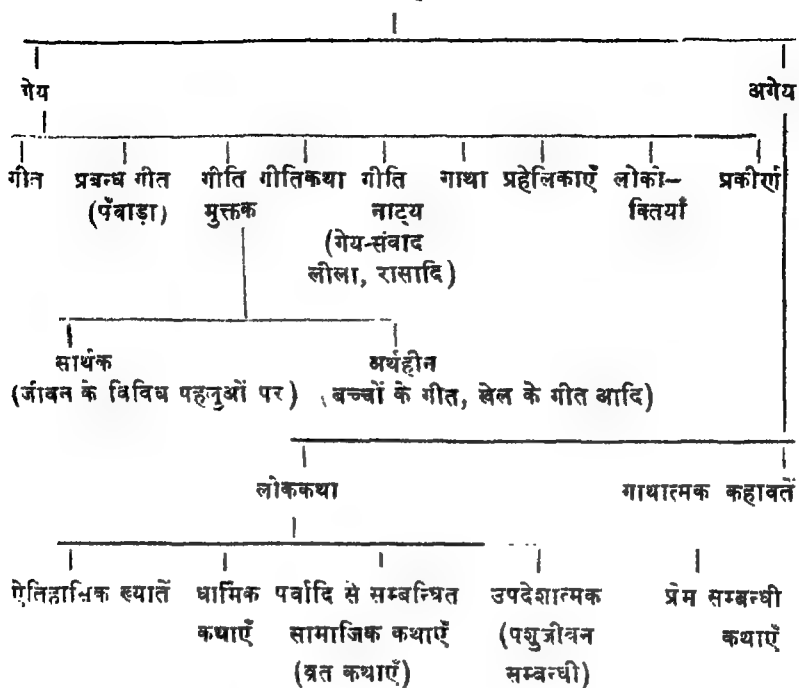 गेय अगेय
गीत प्रबन्ध गीत गीति गीतिकथा गीति गाथा प्रहेलिकाएँ लोको- प्रकीर्ण
(पँवाड़ा) मुक्तक नाट्य क्तियाँ
(गेय-संवाद
लीला, रासादि)
सार्थक अर्थहीन
(जीवन के विविध पहलुओं पर) (बच्चों के गीत, खेल के गीत आदि)
लोककथा गाथात्मक कहावतें
ऐतिहासिक ख्यातें धार्मिक पर्वादि से सम्बन्धित उपदेशात्मक प्रेम सम्बन्धी
कथाएँ सामाजिक कथाएँ (पशुजीवन कथाएँ
(व्रत कथाएँ) सम्बन्धी)